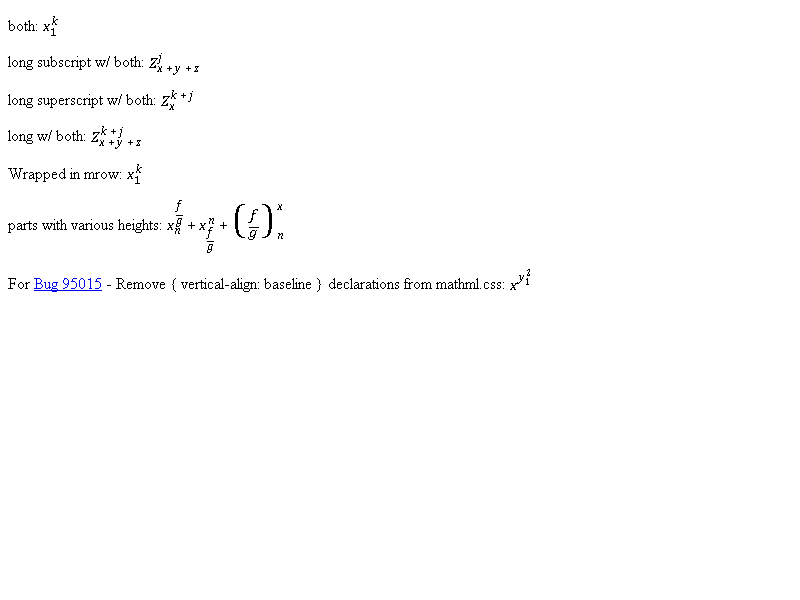 both: $x_1^k$
long subscript w/ both: $z_{x+y+z}^j$
long superscript w/ both: $z_x^{k+j}$
long w/ both: $z_{x+y+z}^{k+j}$
Wrapped in mrow: $x_1^k$
parts with various heights: $x_n^{\frac{f}{g}} + x_{\frac{f}{g}}^n + \left(\frac{f}{g}\right)_n^x$
For Bug 95015 - Remove { vertical-align: baseline } declarations from mathml.css: $x^{y_1^2}$